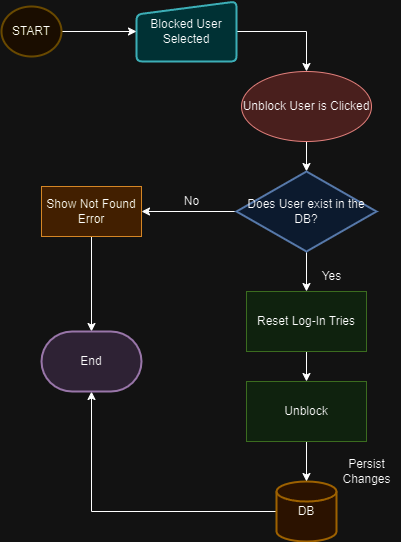 START
Blocked User
Selected
Unblock User is Clicked
Does User exist in the
DB?
No
Show Not Found
Error
Yes
Reset Log-In Tries
End
Unblock
Persist
Changes
DB